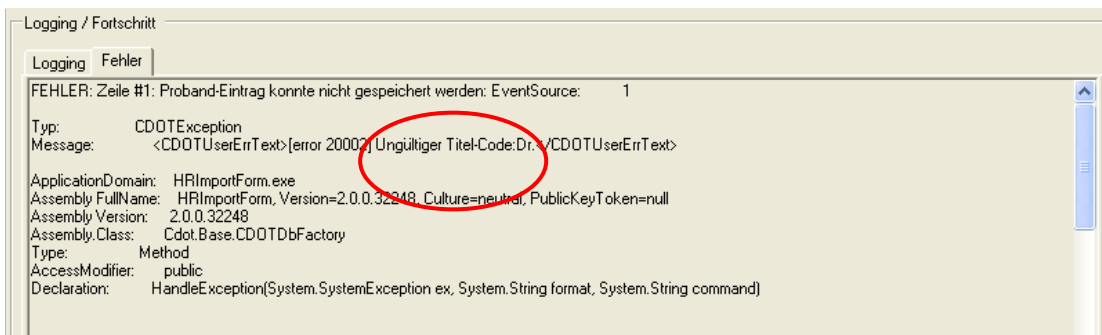 Logging / Fortschritt
Logging Fehler
FEHLER: Zeile #1: Proband-Eintrag konnte nicht gespeichert werden: EventSource: 1
Typ: CDOTException
Message: <CDOTUserErrText>[error 20002] Ungültiger Titel-Code:Dr.</CDOTUserErrText>
ApplicationDomain: HRImportForm.exe
Assembly FullName: HRImportForm, Version=2.0.0.32248, Culture=neutral, PublicKeyToken=null
Assembly Version: 2.0.0.32248
Assembly.Class: Cdot.Base.CDOTDbFactory
Type: Method
AccessModifier: public
Declaration: HandleException(System.SystemException ex, System.String format, System.String command)